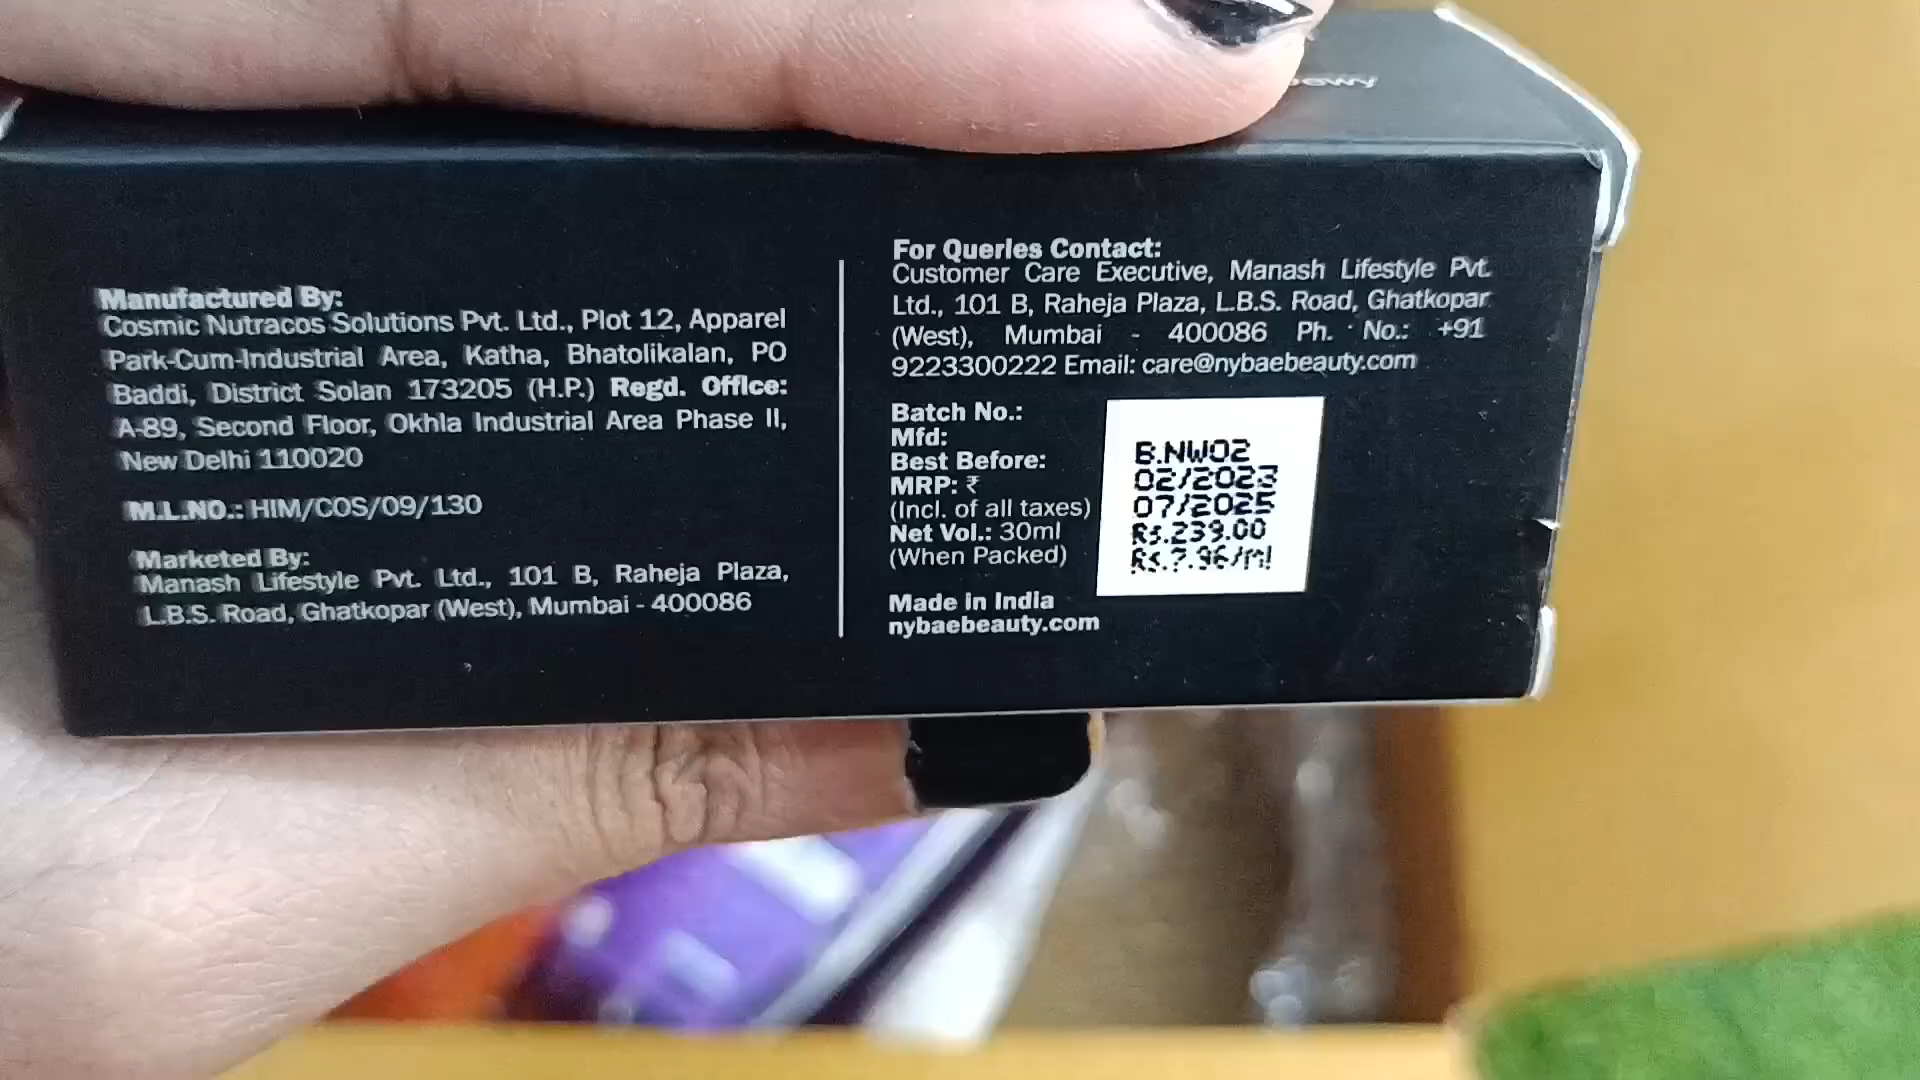 Manufactured By:
Cosmic Nutracos Solutions Pvt. Ltd., Plot 12, Apparel
Park-Cum-Industrial Area, Katha, Bhatolikalan, PO
Baddi, District Solan 173205 (H.P.) Regd. Office:
A-89, Second Floor, Okhla Industrial Area Phase II,
New Delhi 110020
M.L.NO.: HIM/COS/09/130
Marketed By:
Manash Lifestyle Pvt. Ltd., 101 B, Raheja Plaza,
L.B.S. Road, Ghatkopar (West), Mumbai - 400086
For Queries Contact:
Customer Care Executive, Manash Lifestyle Pvt.
Ltd., 101 B, Raheja Plaza, L.B.S. Road, Ghatkopar
(West), Mumbai - 400086 Ph. No.: +91
9223300222 Email: care@nybaebeauty.com
Batch No.:
Mfd:
Best Before:
MRP: ₹
(Incl. of all taxes)
Net Vol.: 30ml
(When Packed)
B.NW02
02/2023
07/2025
Rs.239.00
Made in India
nybaebeauty.com